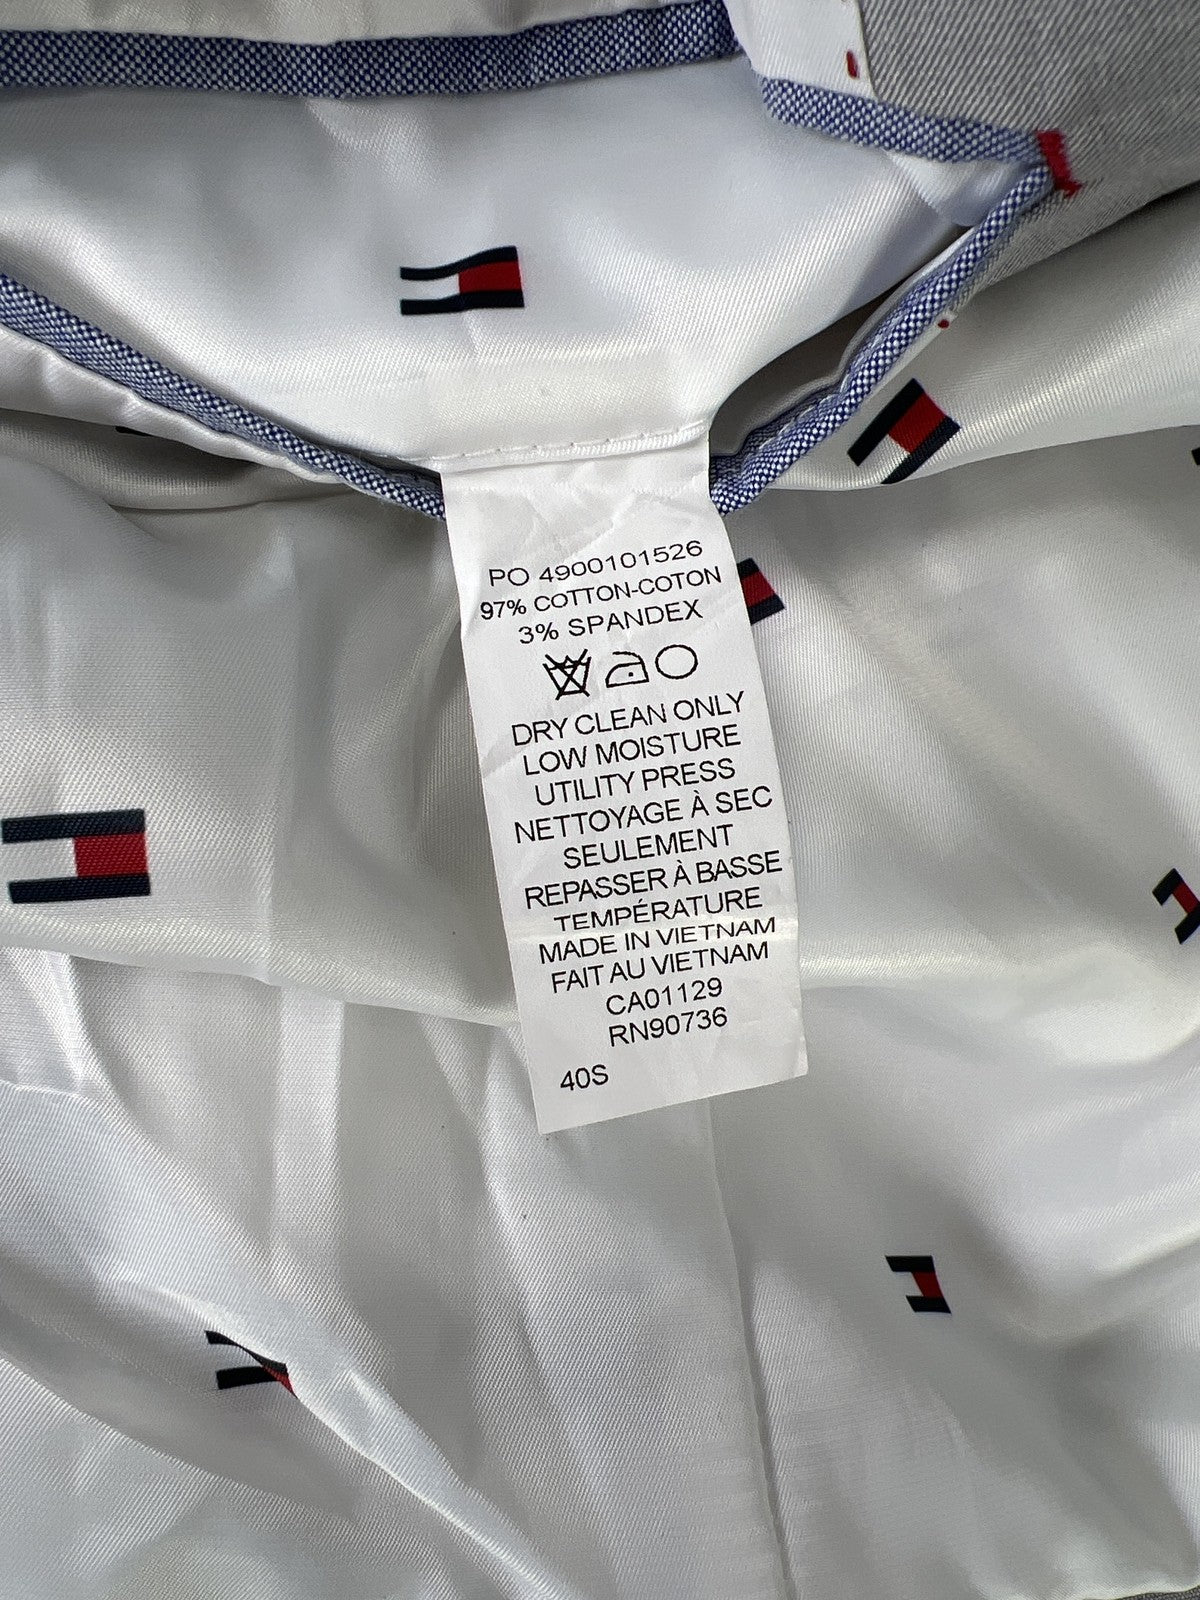 PO 4900101526
97% COTTON-COTON
3% SPANDEX
DRY CLEAN ONLY
LOW MOISTURE
UTILITY PRESS
NETTOYAGE À SEC
SEULEMENT
REPASSER À BASSE
TEMPÉRATURE
MADE IN VIETNAM
FAIT AU VIETNAM
CA01129
RN90736
40S